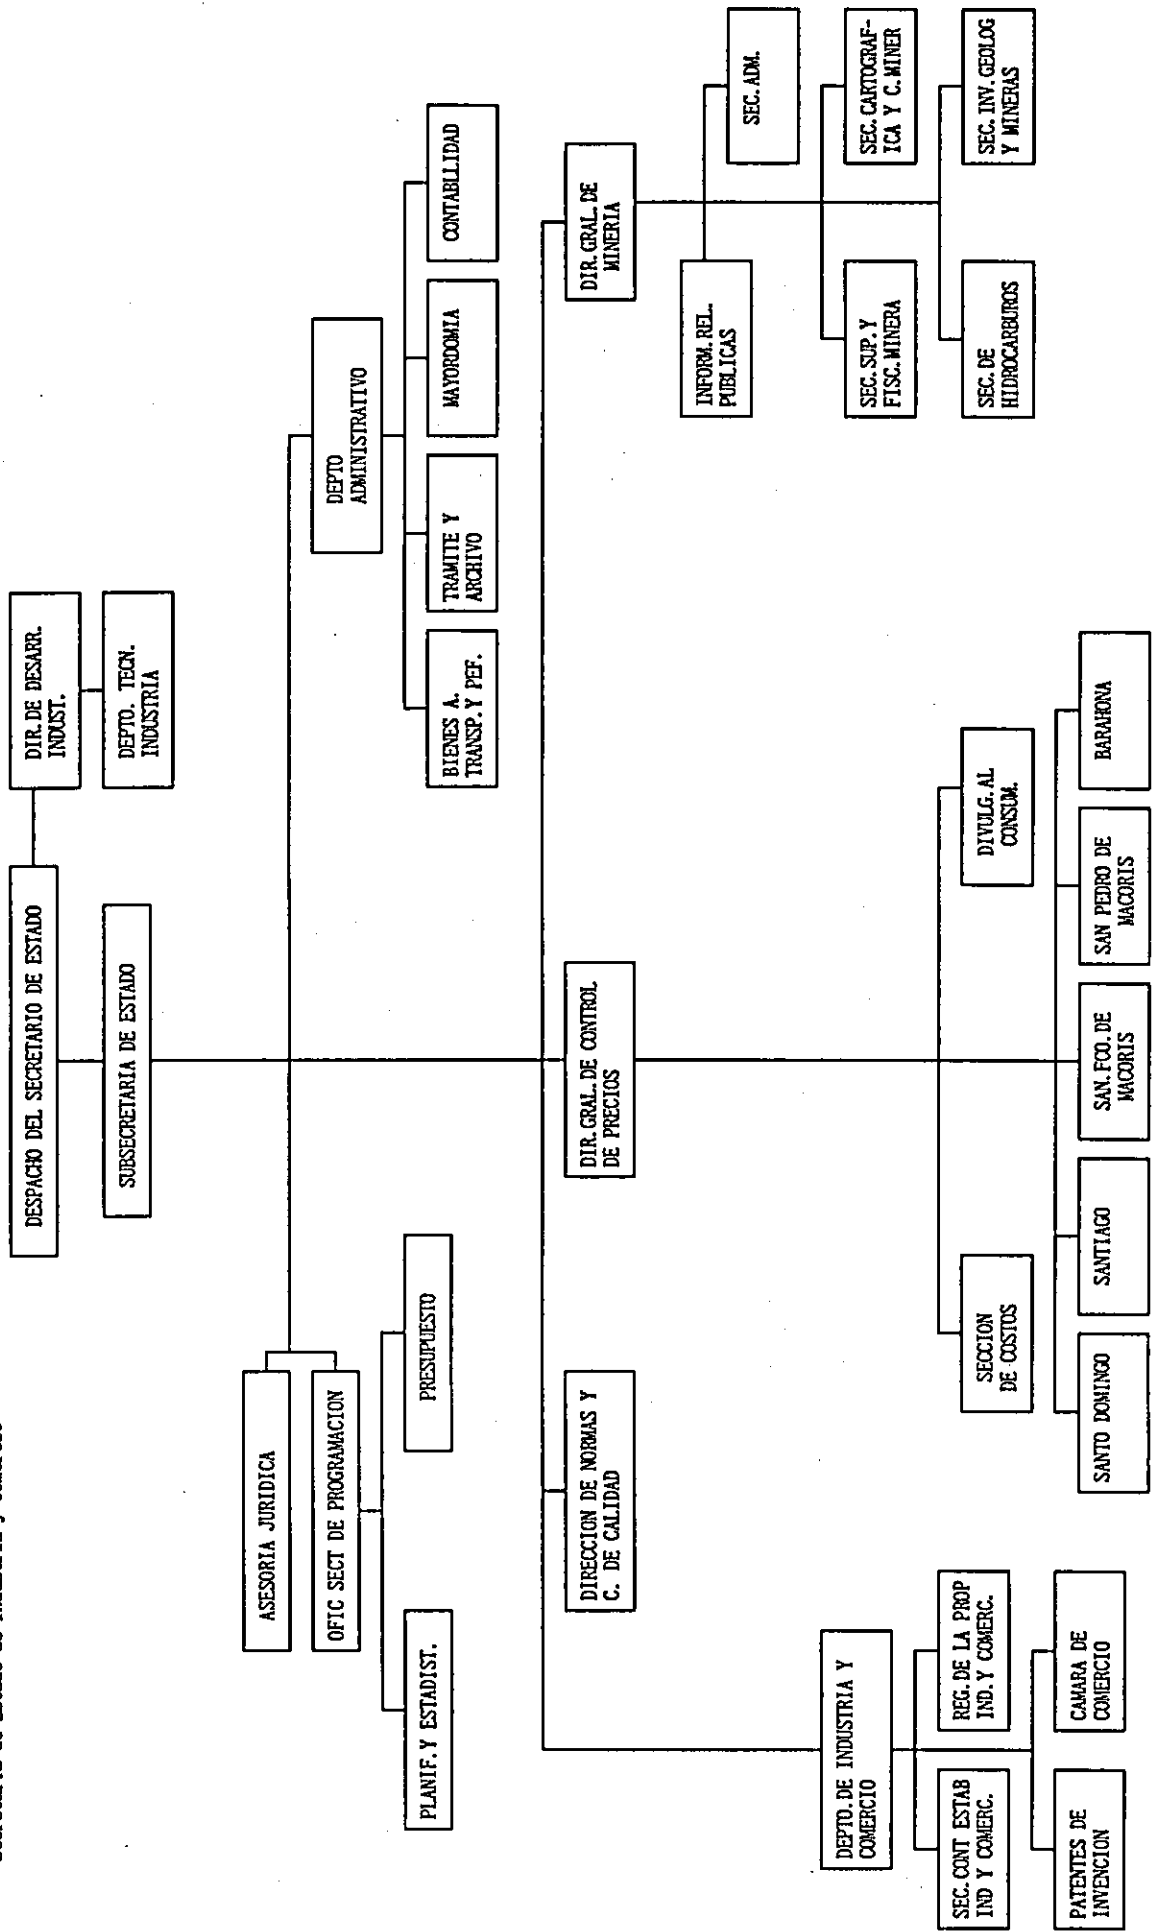 DESPACHO DEL SECRETARIO DE ESTADO
DIR. DE DESARR.
INDUST.
SUBSECRETARIA DE ESTADO
DEPTO. TECN.
INDUSTRIA
ASESORIA JURIDICA
OFIC SECT DE PROGRAMACION
DEPTO
ADMINISTRATIVO
PLANIF. Y ESTADIST.
PRESUPUESTO
BIENES A.
TRANSP. Y PEF.
TRAMITE Y
ARCHIVO
MAYORDOMIA
CONTABLLIDAD
DIRECCION DE NORMAS Y
C. DE CALIDAD
DIR. GRAL. DE CONTROL
DE PRECIOS
DIR. GRAL. DE
MINERIA
INFORM. REL.
PUBLICAS
SEC. ADM.
DEPTO. DE INDUSTRIA Y
COMERCIO
SEC. SUP. Y
FISC. MINERA
SEC. CARTOGRAF-
ICA Y C. MINER
SEC. CONT ESTAB
IND Y COMERC.
REG. DE LA PROP
IND. Y COMERC.
SECCION
DE COSTOS
DIVULG. AL
CONSUM.
SEC. DE
HIDROCARBUROS
SEC. INV. GEOLOG
Y MINERAS
PATENTES DE
INVENCION
CAMARA DE
COMERCIO
SANTO DOMINGO
SANTIAGO
SAN. FCO. DE
MACORIS
SAN PEDRO DE
MACORIS
BARAHONA